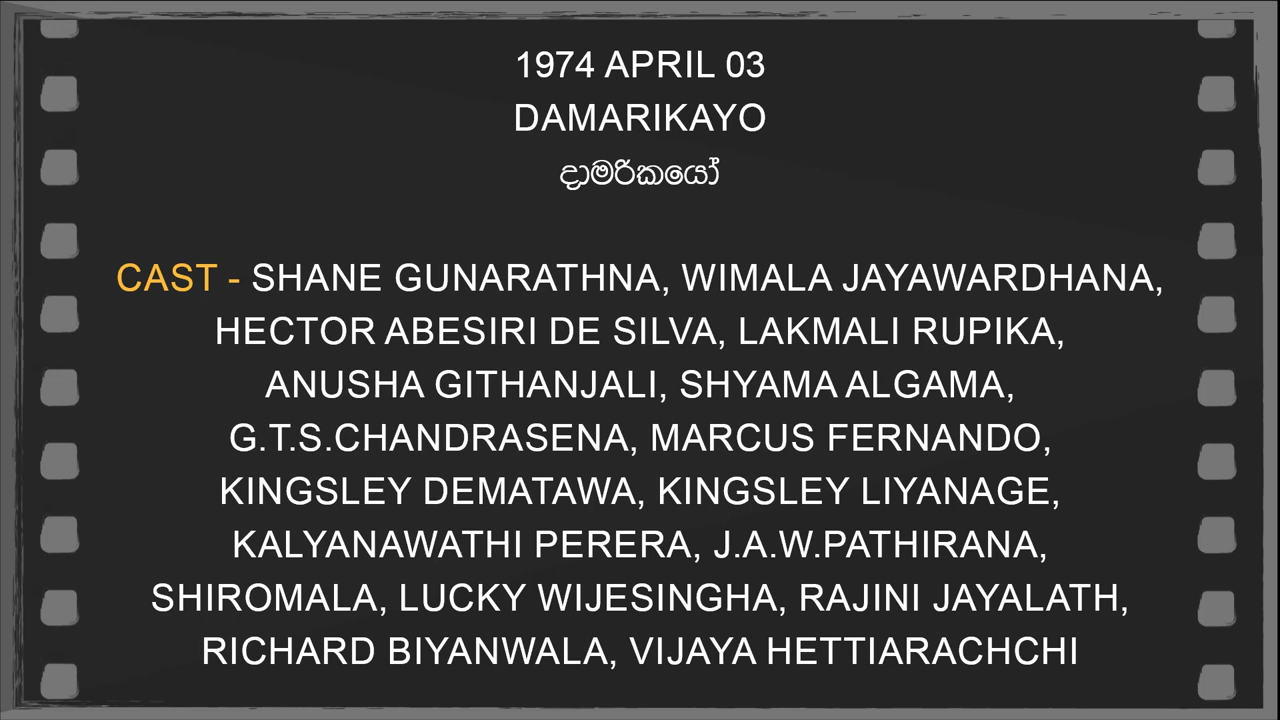 1974 APRIL 03
DAMARIKAYO
දාමරිකයෝ
CAST - SHANE GUNARATHNA, WIMALA JAYAWARDHANA,
HECTOR ABESIRI DE SILVA, LAKMALI RUPIKA,
ANUSHA GITHANJALI, SHYAMA ALGAMA,
G.T.S.CHANDRASENA, MARCUS FERNANDO,
KINGSLEY DEMATAWA, KINGSLEY LIYANAGE,
KALYANAWATHI PERERA, J.A.W.PATHIRANA,
SHIROMALA, LUCKY WIJESINGHA, RAJINI JAYALATH,
RICHARD BIYANWALA, VIJAYA HETTIARACHCHI